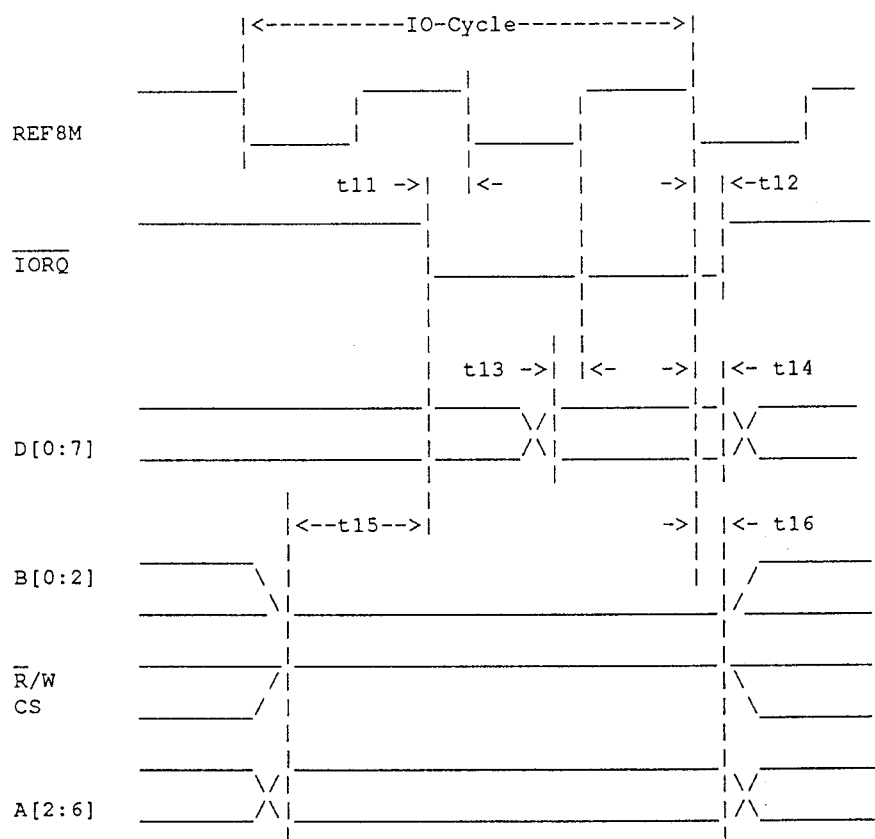 |<----------IO-Cycle----------->|
REF8M
t11 ->| |<- ->| |<-t12
IORQ
t13 ->| |<- ->| |<- t14
D[0:7]
|<--t15-->| ->| |<- t16
B[0:2]
R/W
CS
A[2:6]